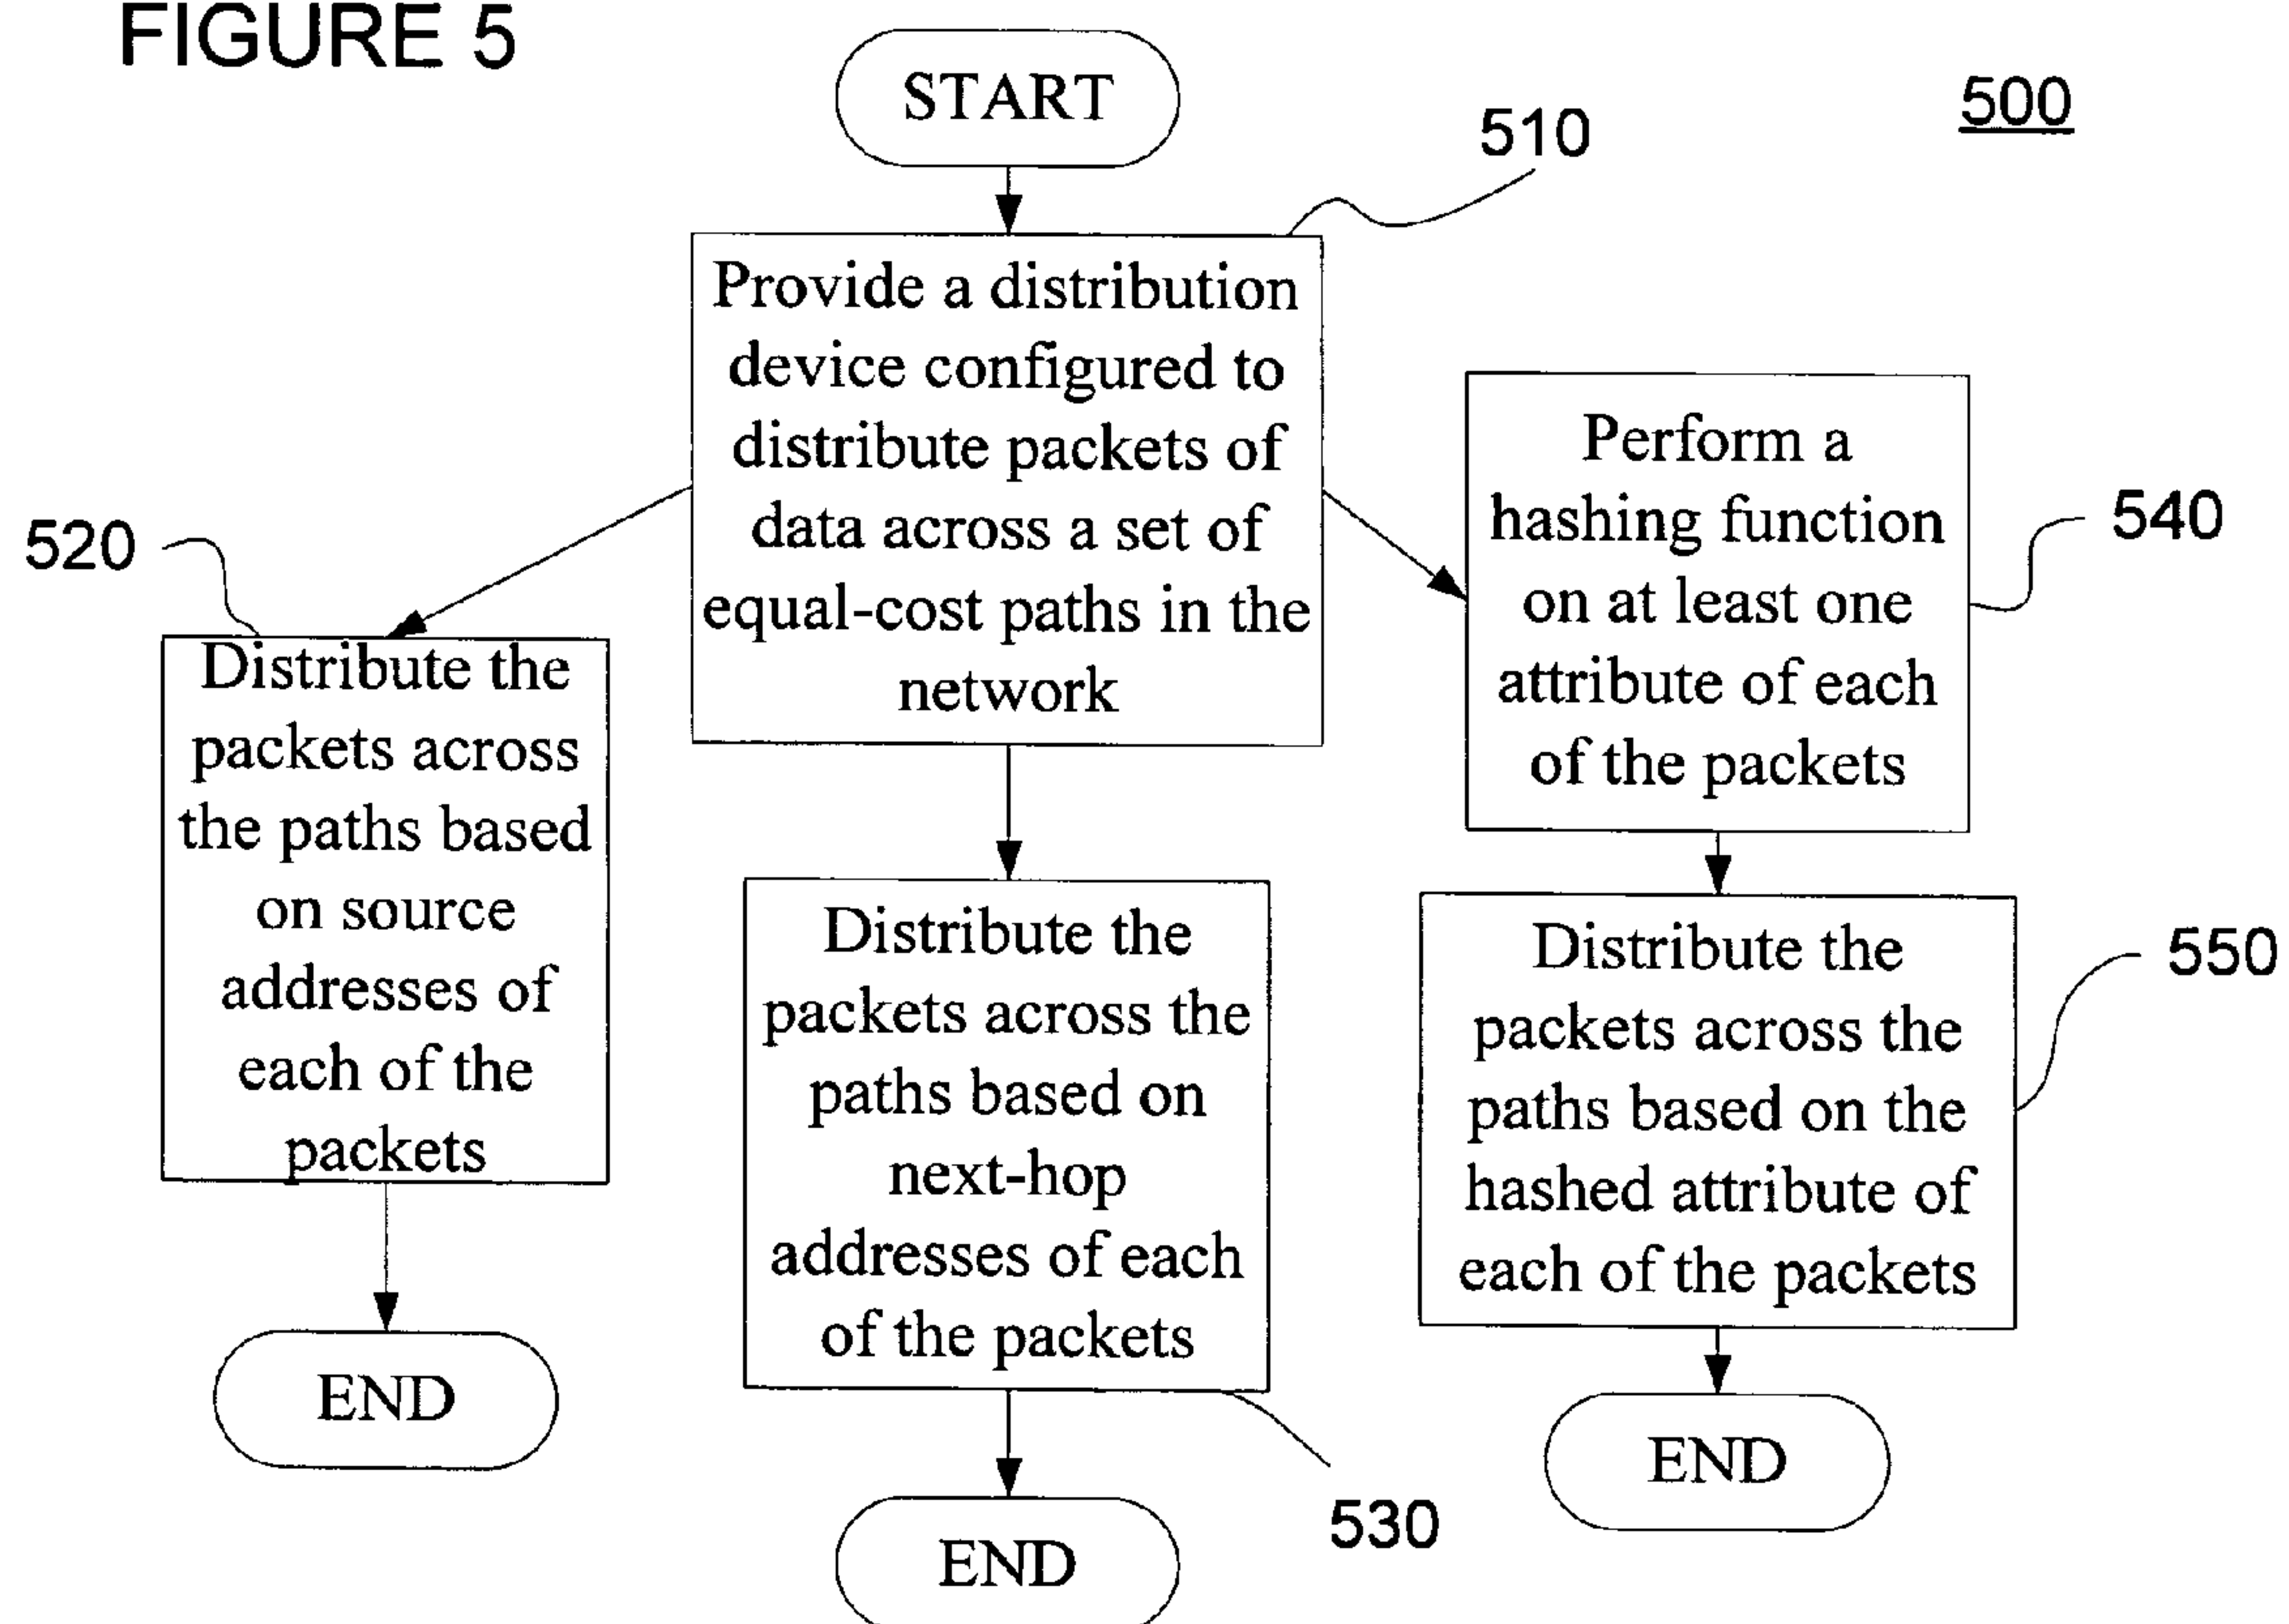 FIGURE 5
START
500
510
Provide a distribution
device configured to
distribute packets of
data across a set of
equal-cost paths in the
network
520
Distribute the
packets across
the paths based
on source
addresses of
each of the
packets
END
Distribute the
packets across the
paths based on
next-hop
addresses of each
of the packets
530
END
Perform a
hashing function
on at least one
attribute of each
of the packets
540
Distribute the
packets across the
paths based on the
hashed attribute of
each of the packets
550
END